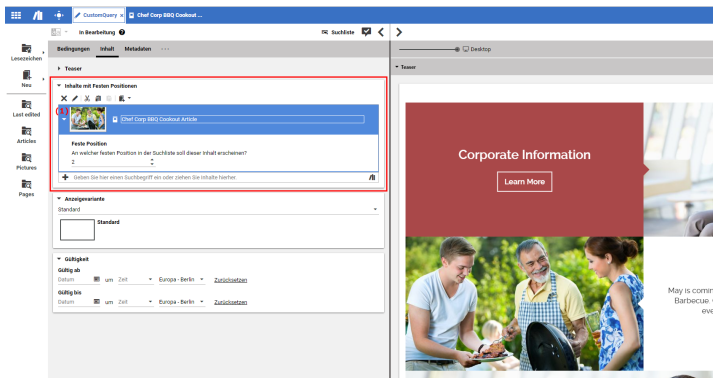 CustomQuery x
Chef Corp BBQ Cookout ...
In Bearbeitung
Suchliste
Bedingungen Inhalt Metadaten ...
Desktop
Lesezeichen
Neu
Last edited
Articles
Pictures
Pages
Teaser
Inhalte mit Festen Positionen
(1)
Chef Corp BBQ Cookout Article
Feste Position
An welcher festen Position in der Suchliste soll dieser Inhalt erscheinen?
2
Geben Sie hier einen Suchbegriff ein oder ziehen Sie Inhalte hierher.
Anzeigevariante
Standard
Standard
Gültigkeit
Gültig ab
Datum um Zeit Europa - Berlin Zurücksetzen
Gültig bis
Datum um Zeit Europa - Berlin Zurücksetzen
Teaser
Corporate Information
Learn More
May is comin
Barbecue.
eve